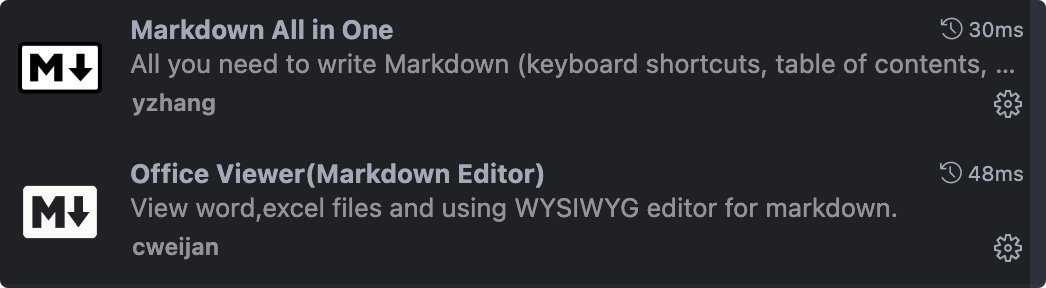 Markdown All in One
30ms
All you need to write Markdown (keyboard shortcuts, table of contents, ...
yzhang
M
Office Viewer(Markdown Editor)
48ms
View word,excel files and using WYSIWYG editor for markdown.
cweijan
M